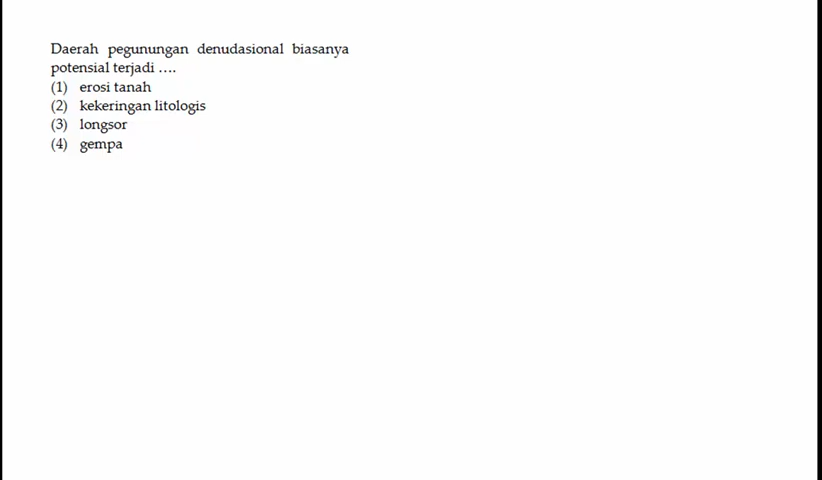 Daerah pegunungan denudasional biasanya
potensial terjadi ....
(1) erosi tanah
(2) kekeringan litologis
(3) longsor
(4) gempa